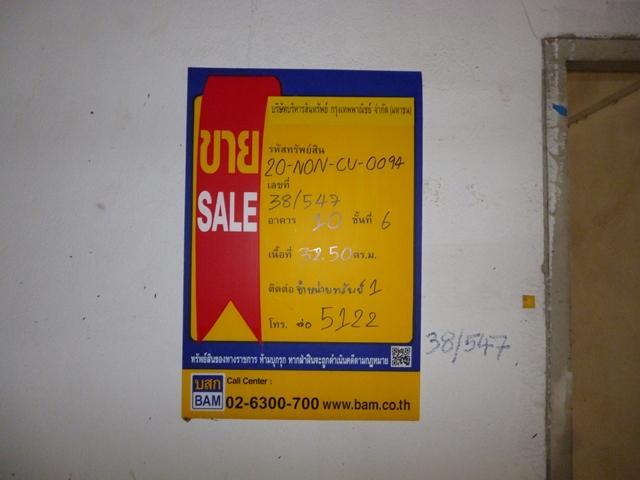 บริษัทบริหารสินทรัพย์ กรุงเทพพาณิชย์ จำกัด (มหาชน)
ขาย
SALE
รหัสทรัพย์สิน
20-NON-CU-0094
เลขที่
38/547
อาคาร 10 ชั้นที่ 6
เนื้อที่ 32.50 ตร.ม.
ติดต่อ จำหน่ายทรัพย์ 1
โทร. ต่อ 5122
ทรัพย์สินของทางราชการ ห้ามบุกรุก หากฝ่าฝืนจะถูกดำเนินคดีตามกฎหมาย
บสก
BAM
Call Center :
02-6300-700 www.bam.co.th
38/547